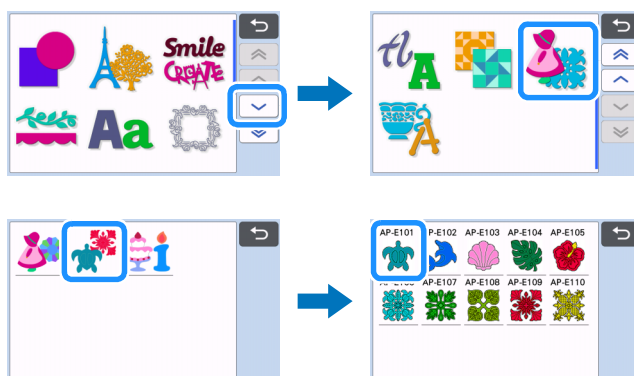 Smile
CREATE
Aa
A
A
AP-E101
AP-E102 AP-E103 AP-E104 AP-E105
AP-E107 AP-E108 AP-E109 AP-E110